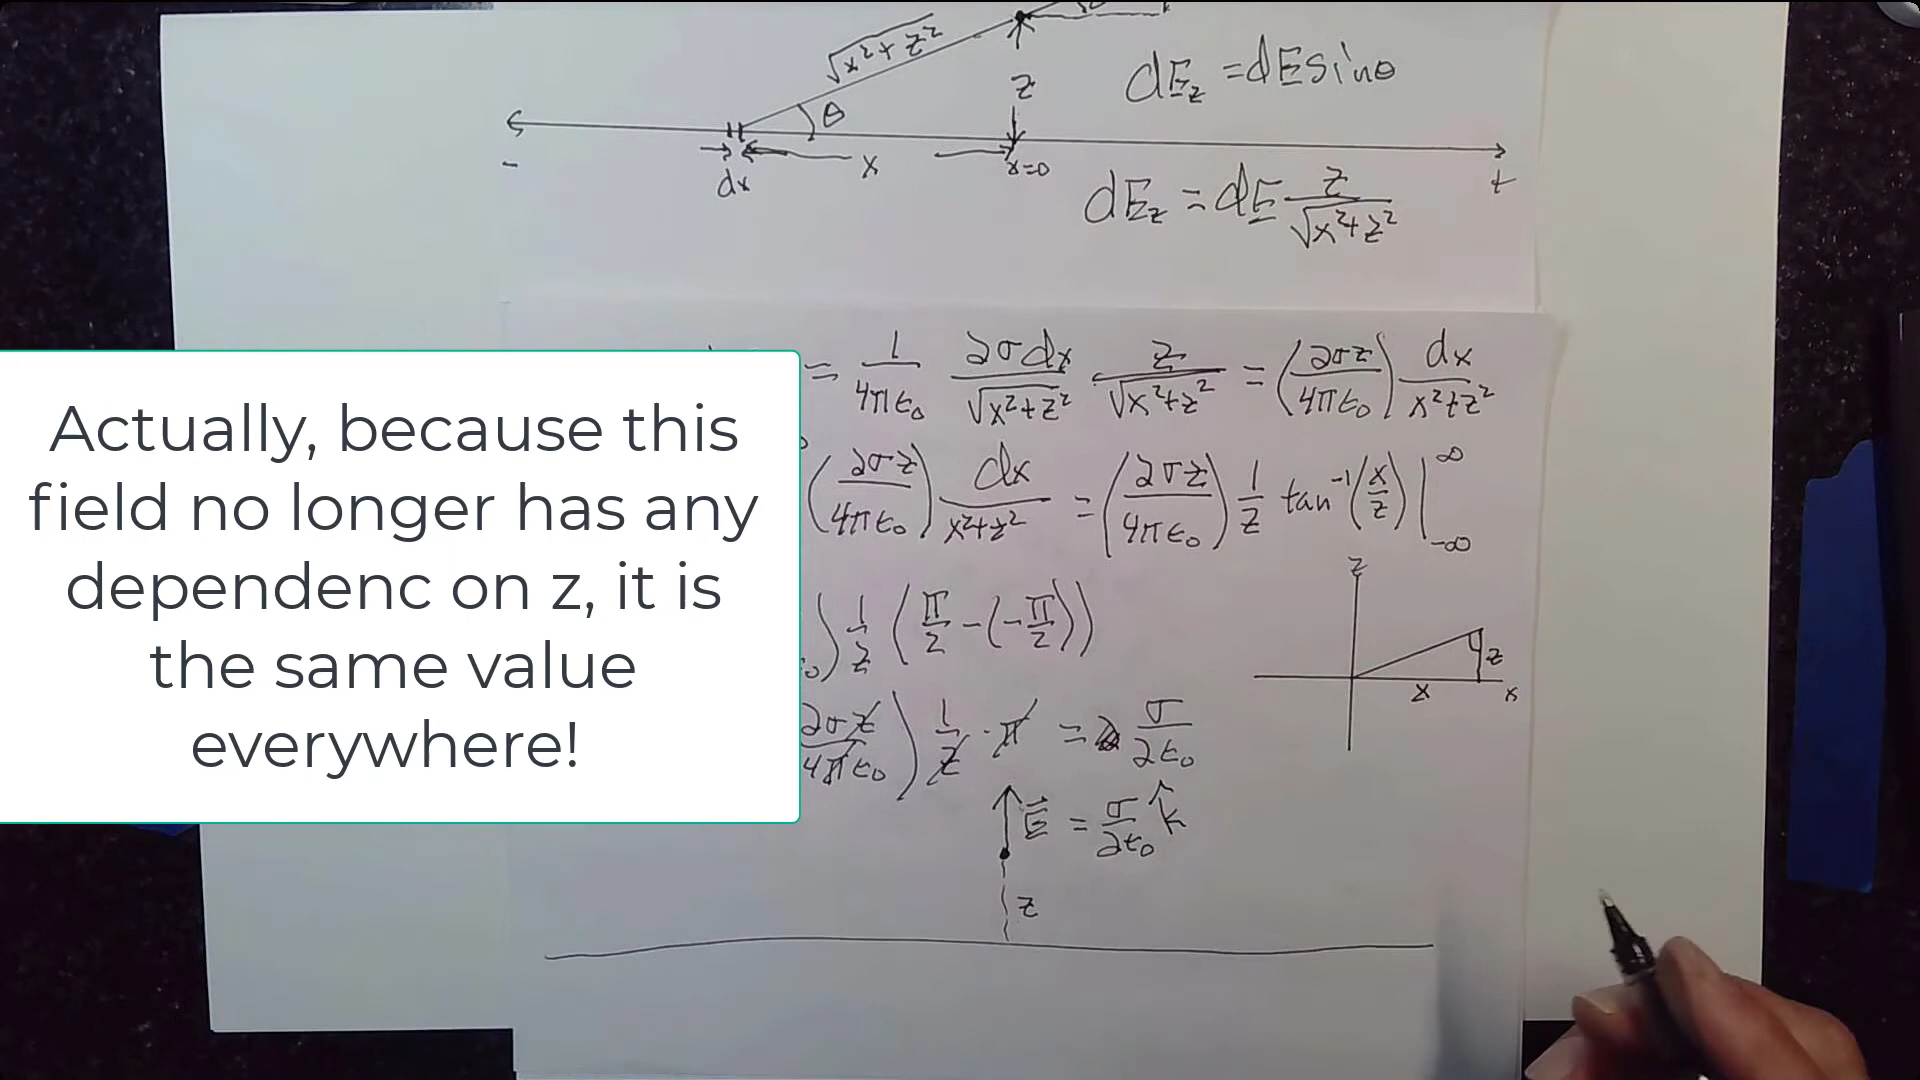 √x²+z²
z
dE_z = dE sinθ
θ
-
dx
x
x=0
+
dE_z = dE z/√x²+z²
= 1/4πϵ₀ 2σdx/√x²+z² z/√x²+z² = (2σz/4πϵ₀) dx/x²+z²
(2σz/4πϵ₀) dx/x²+z² = (2σz/4πϵ₀) 1/z tan⁻¹(x/z) |_-∞^∞
) 1/z (π/2 - (-π/2))
2σz/4πϵ₀) 1/z · π = σ/2ϵ₀
E⃗ = σ/2ϵ₀ k̂
z
z
z
x
x
Actually, because this
field no longer has any
dependenc on z, it is
the same value
everywhere!